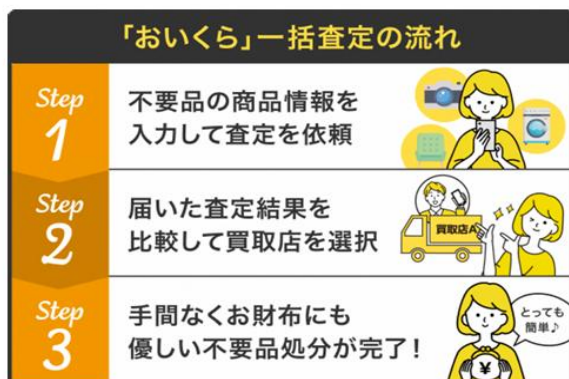 「おいくら」一括査定の流れ
Step
1
不要品の商品情報を
入力して査定を依頼
Step
2
届いた査定結果を
比較して買取店を選択
買取店A
Step
3
手間なくお財布にも
優しい不要品処分が完了!
とっても
簡単♪
¥